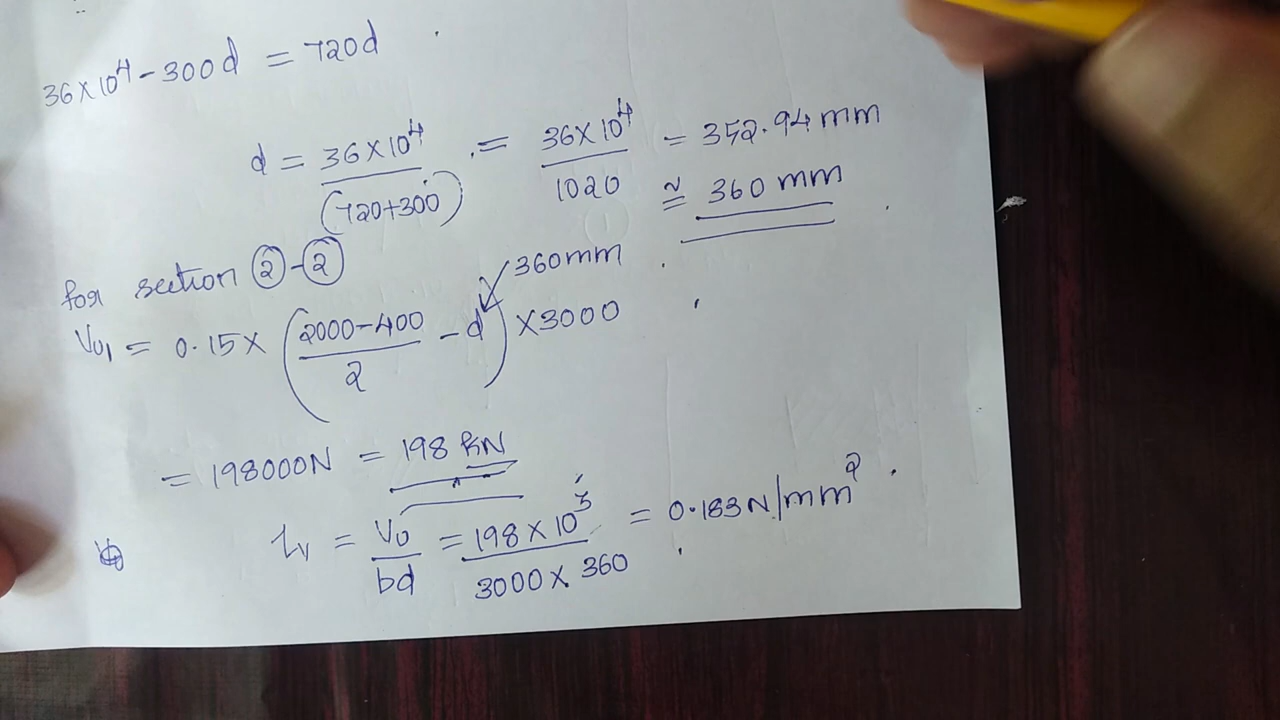 36×10⁴ - 300d = 720d
d = 36×10⁴ / (720+300) = 36×10⁴ / 1020 = 352.94 mm
≅ 360 mm
for section ②-②
360mm
Vu₁ = 0.15 × ((2000-400)/2 - d) × 3000
= 198000N = 198 KN
τv = Vu/bd = 198×10³ / 3000×360 = 0.183N/mm²